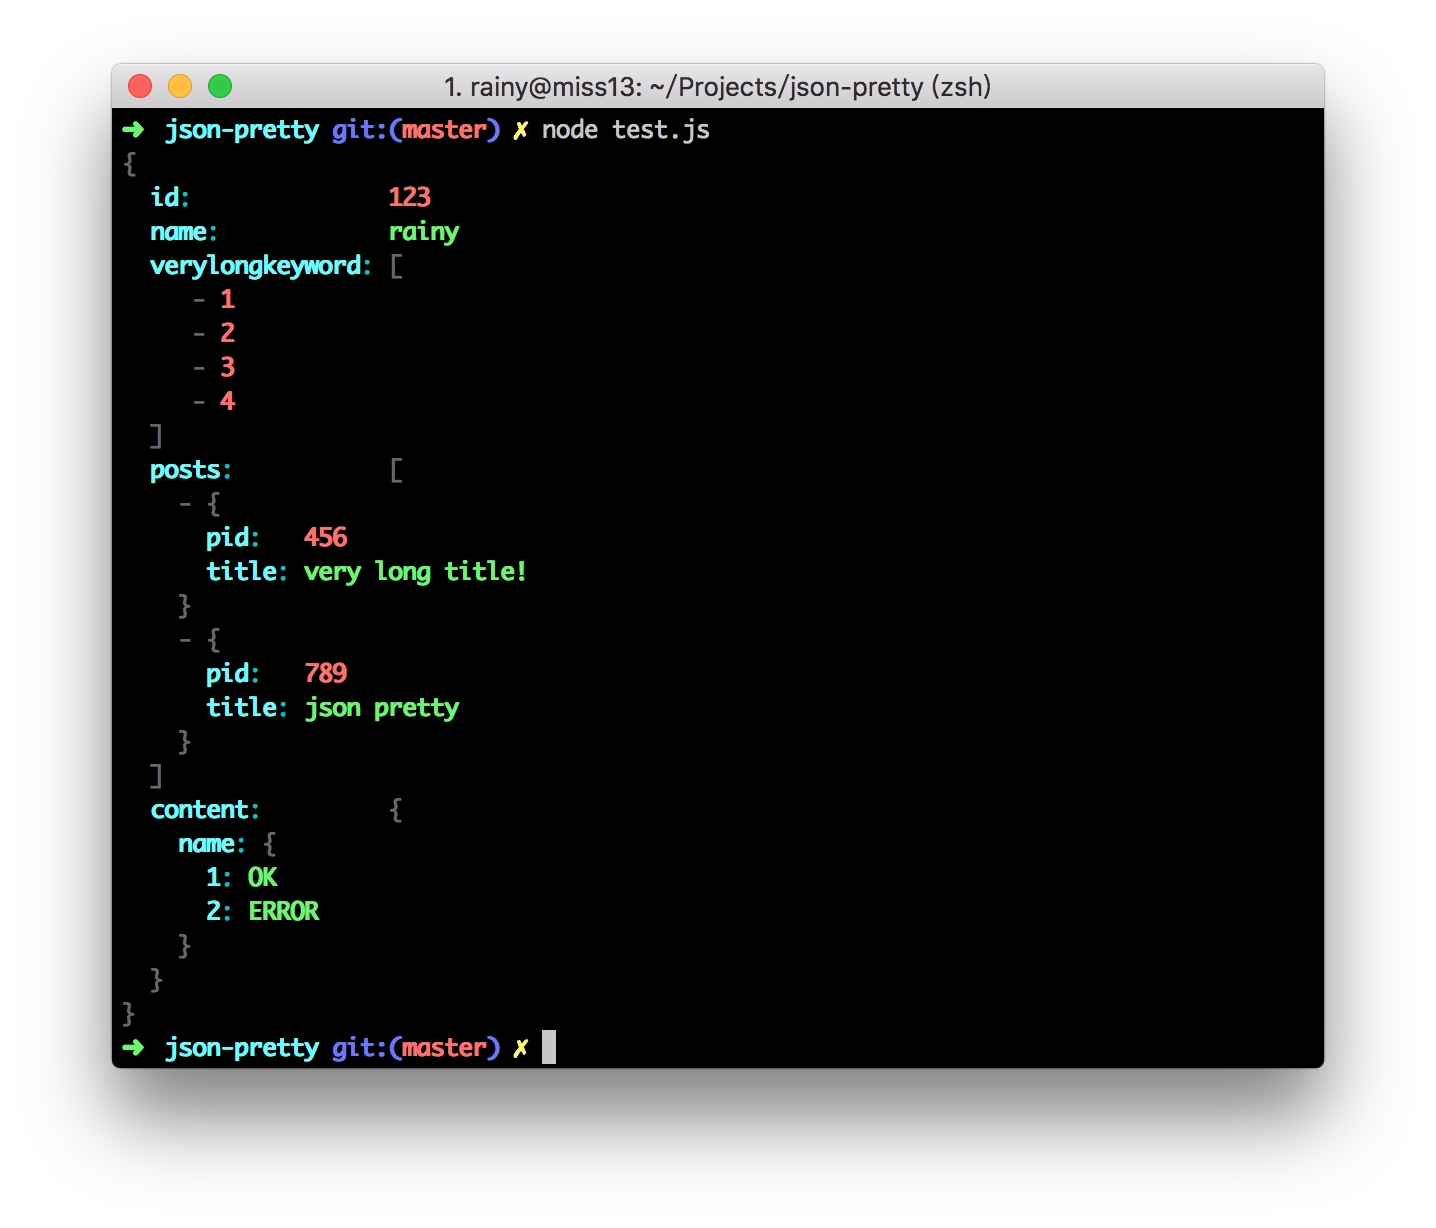 1. rainy@miss13: ~/Projects/json-pretty (zsh)
➜  json-pretty git:(master) ✗ node test.js
{
  id:              123
  name:            rainy
  verylongkeyword: [
     - 1
     - 2
     - 3
     - 4
  ]
  posts:           [
    - {
      pid:   456
      title: very long title!
    }
    - {
      pid:   789
      title: json pretty
    }
  ]
  content:         {
    name: {
      1: OK
      2: ERROR
    }
  }
}
➜  json-pretty git:(master) ✗